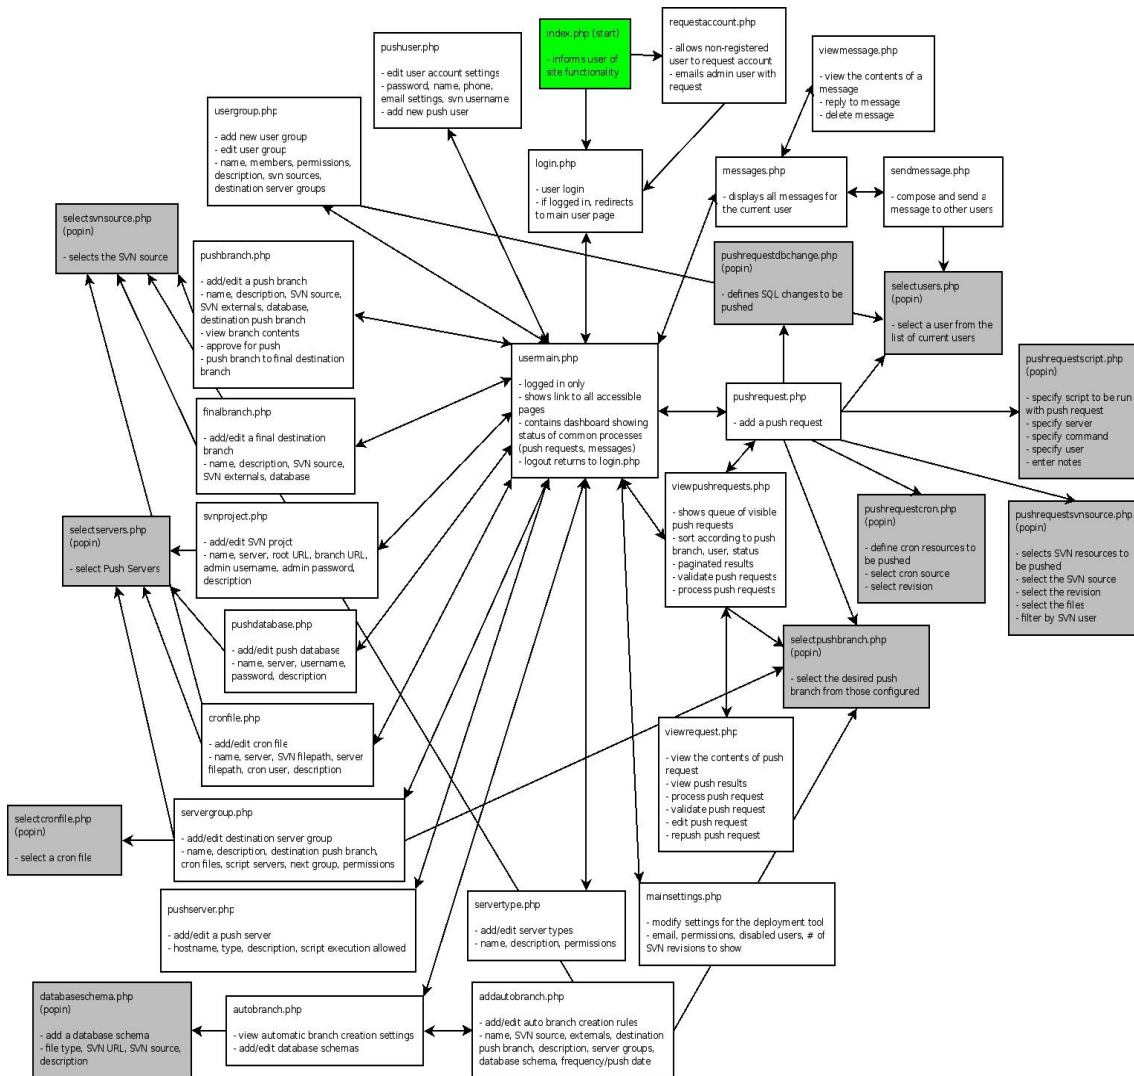 index.php (start)
- informs user of
site functionality
requestaccount.php
- allows non-registered
user to request account
- emails admin user with
request
pushuser.php
- edit user account settings
- password, name, phone,
email settings, svn username
- add new push user
viewmessage.php
- view the contents of a
message
- reply to message
- delete message
usergroup.php
- add new user group
- edit user group
- name, members, permissions,
description, svn sources,
destination server groups
login.php
- user login
- if logged in, redirects
to main user page
messages.php
- displays all messages for
the current user
sendmessage.php
- compose and send a
message to other users
selectsvnsource.php
(popin)
- selects the SVN source
pushbranch.php
- add/edit a push branch
- name, description, SVN source,
SVN externals, database,
destination push branch
- view branch contents
- approve for push
- push branch to final destination
branch
pushrequestdbchange.php
(popin)
- defines SQL changes to be
pushed
selectusers.php
(popin)
- select a user from the
list of current users
usermain.php
- logged in only
- shows link to all accessible
pages
- contains dashboard showing
status of common processes
(push requests, messages)
- logout returns to login.php
pushrequest.php
- add a push request
pushrequestscript.php
(popin)
- specify script to be run
with push request
- specify server
- specify command
- specify user
- enter notes
finalbranch.php
- add/edit a final destination
branch
- name, description, SVN source,
SVN externals, database
viewpushrequests.php
- shows queue of visible
push requests
- sort according to push
branch, user, status
- paginated results
- validate push requests
- process push requests
pushrequestcron.php
(popin)
- define cron resources to
be pushed
- select cron source
- select revision
pushrequestsvnsource.php
(popin)
- selects SVN resources to
be pushed
- select the SVN source
- select the revision
- select the files
- filter by SVN user
selectservers.php
(popin)
- select Push Servers
svnproject.php
- add/edit SVN projct
- name, server, root URL, branch URL,
admin username, admin password,
description
pushdatabase.php
- add/edit push database
- name, server, username,
password, description
selectpushbranch.php
(popin)
- select the desired push
branch from those configured
cronfile.php
- add/edit cron file
- name, server, SVN filepath, server
filepath, cron user, description
viewrequest.php
- view the contents of push
request
- view push results
- process push request
- validate push request
- edit push request
- repush push request
selectcronfile.php
(popin)
- select a cron file
servergroup.php
- add/edit destination server group
- name, description, destination push branch,
cron files, script servers, next group, permissions
pushserver.php
- add/edit a push server
- hostname, type, description, script execution allowed
servertype.php
- add/edit server types
- name, description, permissions
mainsettings.php
- modify settings for the deployment tool
- email, permissions, disabled users, # of
SVN revisions to show
databaseschema.php
(popin)
- add a database schema
- file type, SVN URL, SVN source,
description
autobranch.php
- view automatic branch creation settings
- add/edit database schemas
addautobranch.php
- add/edit auto branch creation rules
- name, SVN source, externals, destination
push branch, description, server groups,
database schema, frequency/push date